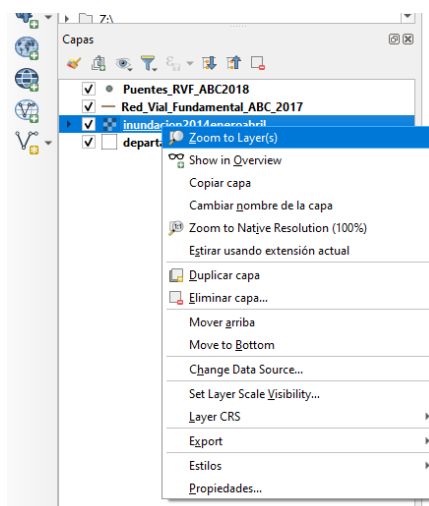 Z:\
Capas
Puentes_RVF_ABC2018
Red_Vial_Fundamental_ABC_2017
inundacion2014eneroabril
depart
Zoom to Layer(s)
Show in Overview
Copiar capa
Cambiar nombre de la capa
Zoom to Native Resolution (100%)
Estirar usando extensión actual
Duplicar capa
Eliminar capa...
Mover arriba
Move to Bottom
Change Data Source...
Set Layer Scale Visibility...
Layer CRS
Export
Estilos
Propiedades...